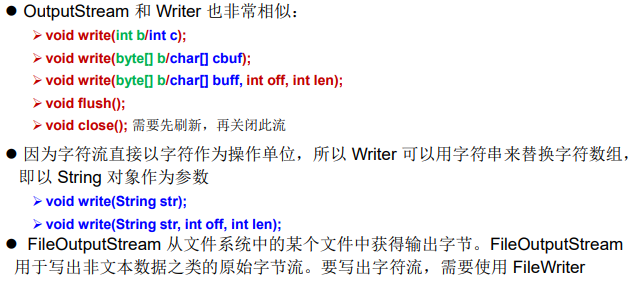 ● OutputStream 和 Writer 也非常相似：
➢ void write(int b/int c);
➢ void write(byte[] b/char[] cbuf);
➢ void write(byte[] b/char[] buff, int off, int len);
➢ void flush();
➢ void close(); 需要先刷新，再关闭此流
● 因为字符流直接以字符作为操作单位，所以 Writer 可以用字符串来替换字符数组，
即以 String 对象作为参数
➢ void write(String str);
➢ void write(String str, int off, int len);
● FileOutputStream 从文件系统中的某个文件中获得输出字节。FileOutputStream
用于写出非文本数据之类的原始字节流。要写出字符流，需要使用 FileWriter